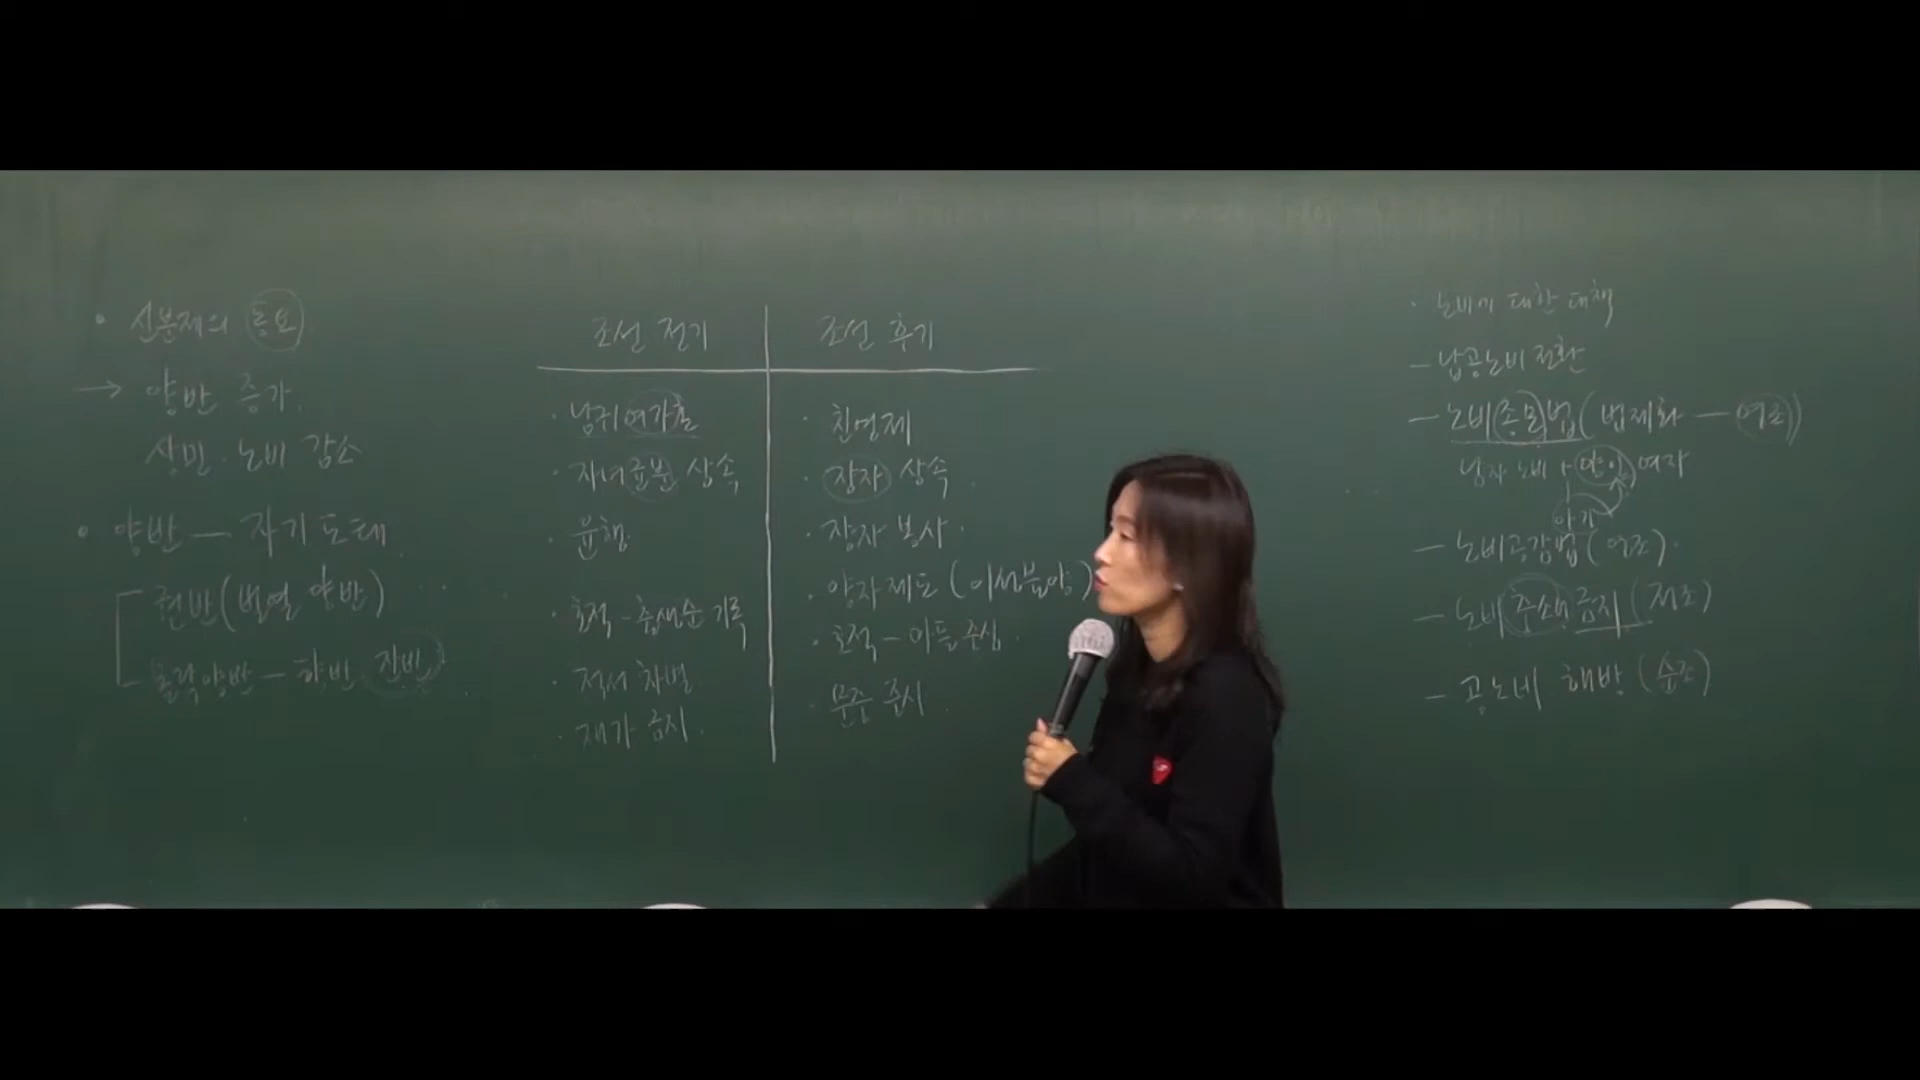 · 신분제의 동요
→ 양반 증가.
상민·노비 감소
· 양반 — 자기 도태
권반(벌열 양반)
몰락양반 — 향반·잔반
조선 전기
· 남귀여가혼
· 자녀균분 상속
· 윤행
· 호적 - 출생순 기록
· 적서 차별
· 재가 금지.
조선 후기
· 친영제
· 장자 상속
· 장자 봉사.
· 양자제도 (이성불양)
· 호적 — 아들 중심.
· 문중 중시
· 노비에 대한 대책
- 납공노비 전환
- 노비종모법 (법제화 — 영조)
남자 노비 + 양인 여자
아기
- 노비공감법 (영조).
- 노비 추쇄 금지 (정조)
- 공노비 해방 (순조)